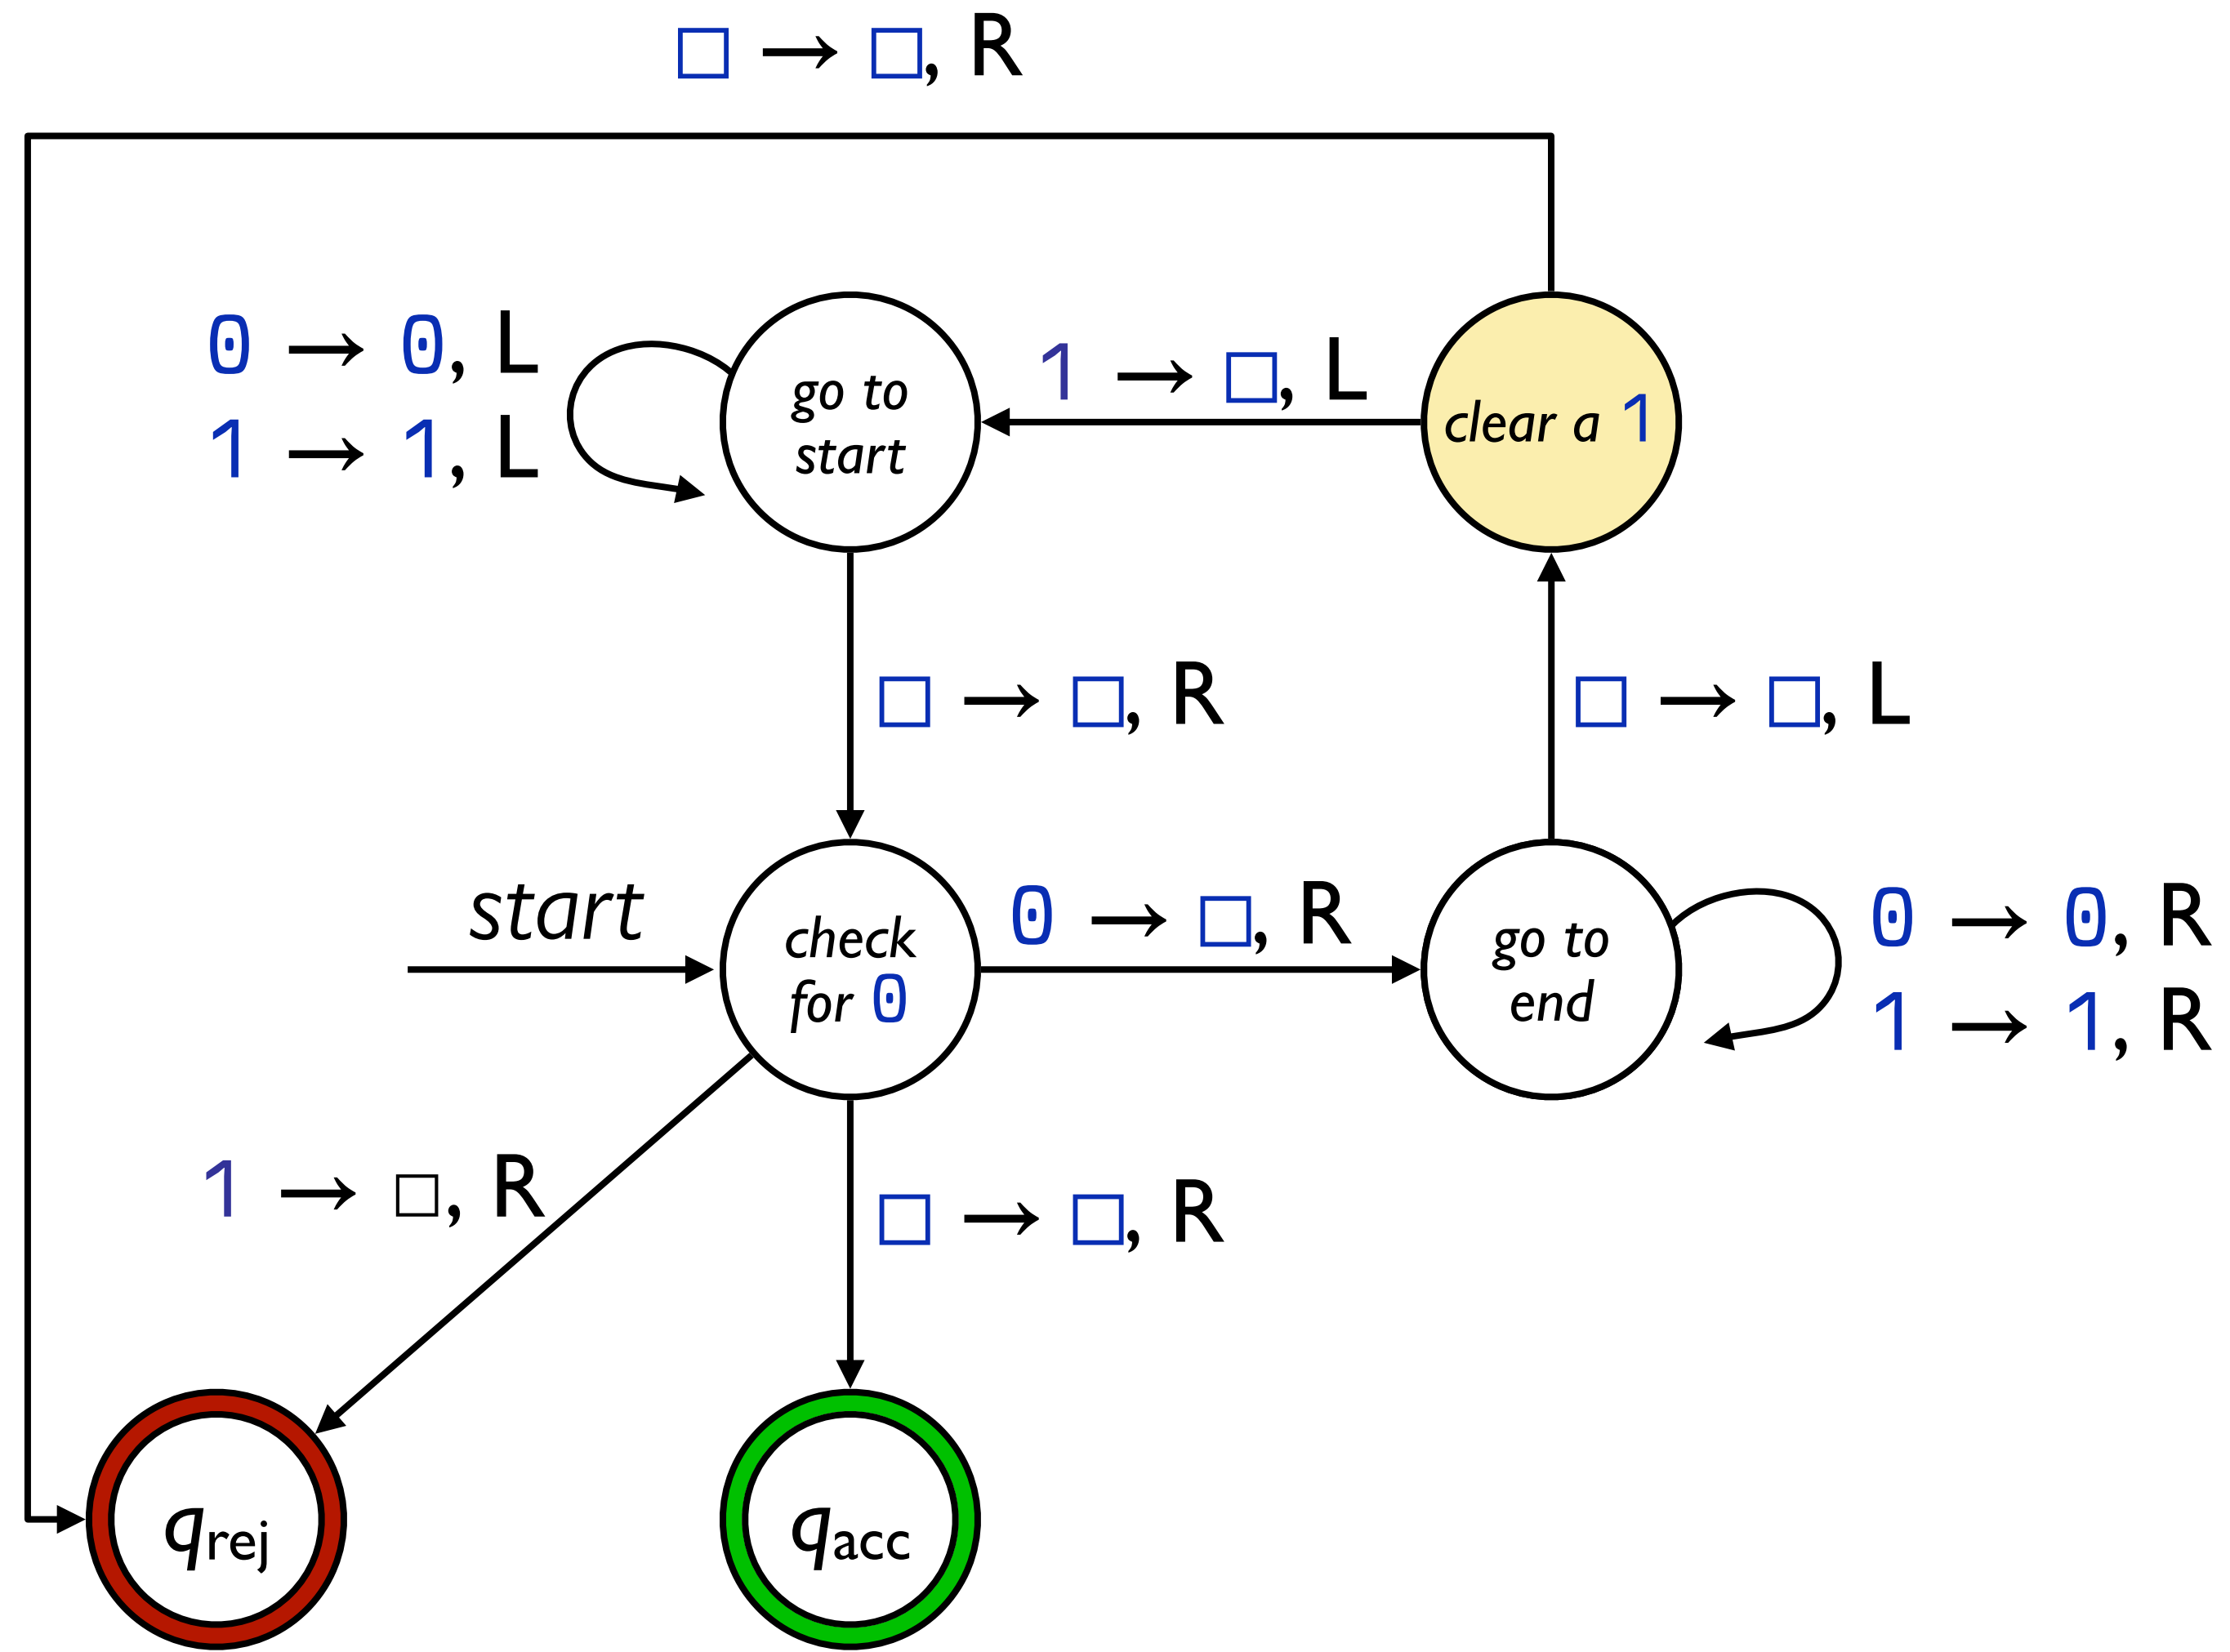 □ → □, R
0 → 0, L
1 → 1, L
go to
start
1 → □, L
clear a 1
□ → □, R
□ → □, L
start
check
for 0
0 → □, R
go to
end
0 → 0, R
1 → 1, R
1 → □, R
□ → □, R
qrej
qacc